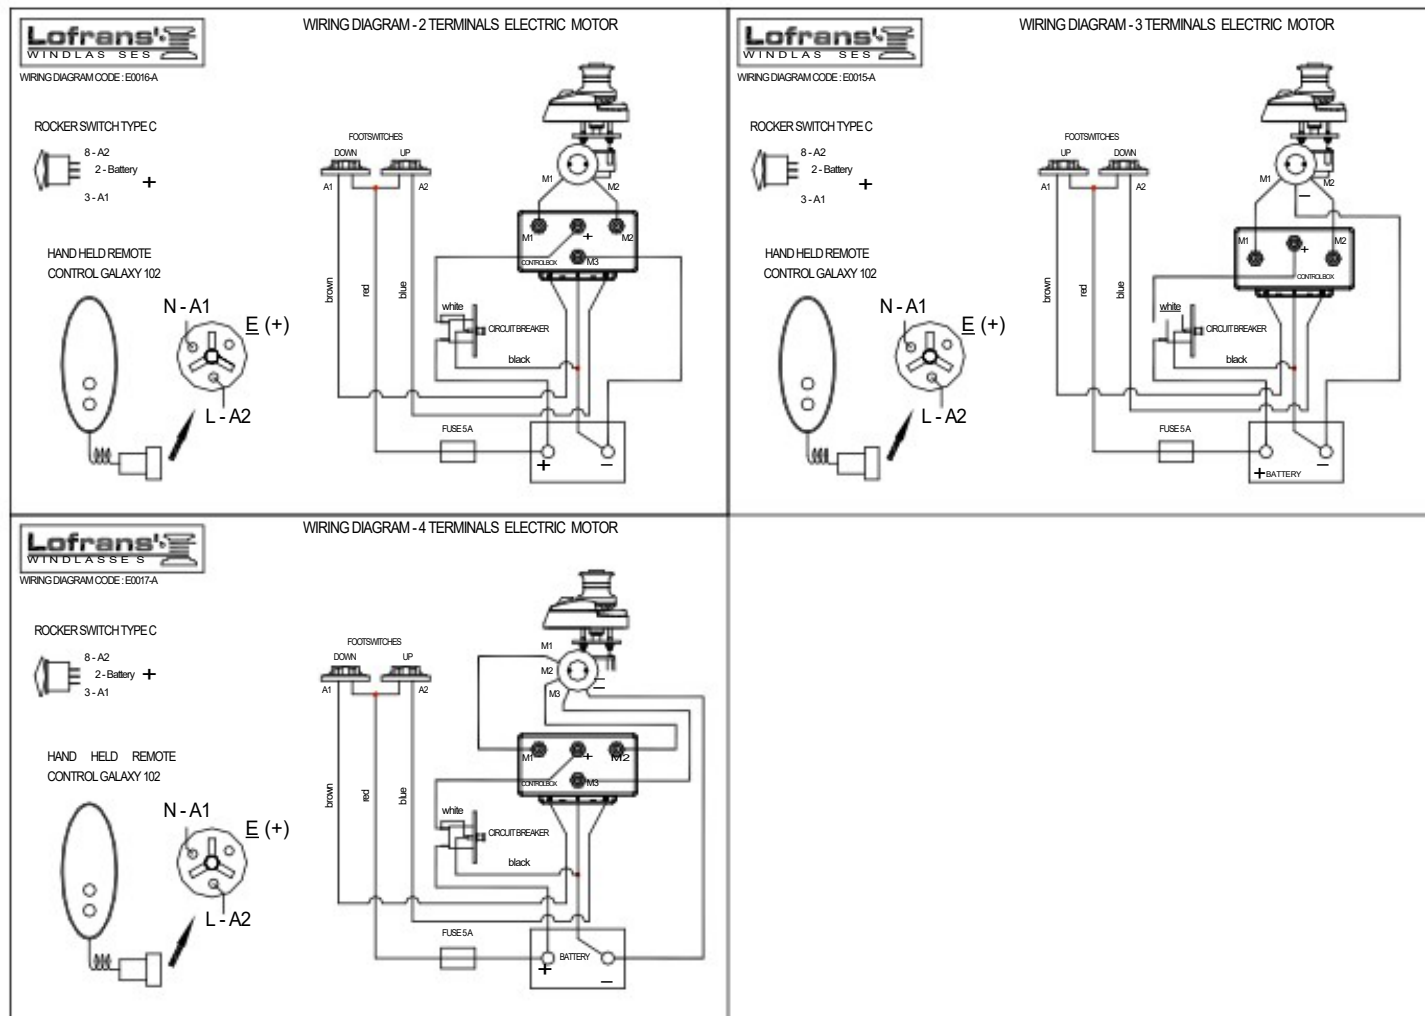 Lofrans'
WINDLAS SES
WIRING DIAGRAM - 2 TERMINALS ELECTRIC MOTOR
WIRING DIAGRAM CODE : E0016-A
ROCKER SWITCH TYPE C
8 - A2
2 - Battery +
3 - A1
HAND HELD REMOTE
CONTROL GALAXY 102
N - A1
E (+)
L - A2
FOOTSWITCHES
DOWN UP
A1 A2
brown
red
blue
M1 M2
M1 + M2
CONTROLBOX M3
white
CIRCUIT BREAKER
black
FUSE 5A
+ −
Lofrans'
WINDLAS SES
WIRING DIAGRAM - 3 TERMINALS ELECTRIC MOTOR
WIRING DIAGRAM CODE : E0015-A
ROCKER SWITCH TYPE C
8 - A2
2 - Battery +
3 - A1
HAND HELD REMOTE
CONTROL GALAXY 102
N - A1
E (+)
L - A2
FOOTSWITCHES
UP DOWN
A1 A2
brown
red
blue
M1 M2
−
M1 M2
+
CONTROLBOX
white
CIRCUIT BREAKER
black
FUSE 5A
+ BATTERY −
Lofrans'
WINDLASSE S
WIRING DIAGRAM - 4 TERMINALS ELECTRIC MOTOR
WIRING DIAGRAM CODE : E0017-A
ROCKER SWITCH TYPE C
8 - A2
2 - Battery +
3 - A1
HAND HELD REMOTE
CONTROL GALAXY 102
N - A1
E (+)
L - A2
FOOTSWITCHES
DOWN UP
A1 A2
brown
red
blue
M1
M2
M3 −
M1 + M2
CONTROLBOX M3
white
CIRCUIT BREAKER
black
FUSE 5A
BATTERY
+ −